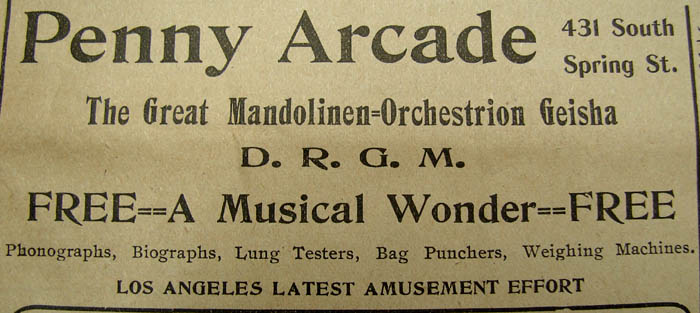 Penny Arcade 431 South Spring St.
The Great Mandolinen=Orchestrion Geisha
D. R. G. M.
FREE==A Musical Wonder==FREE
Phonographs, Biographs, Lung Testers, Bag Punchers, Weighing Machines.
LOS ANGELES LATEST AMUSEMENT EFFORT